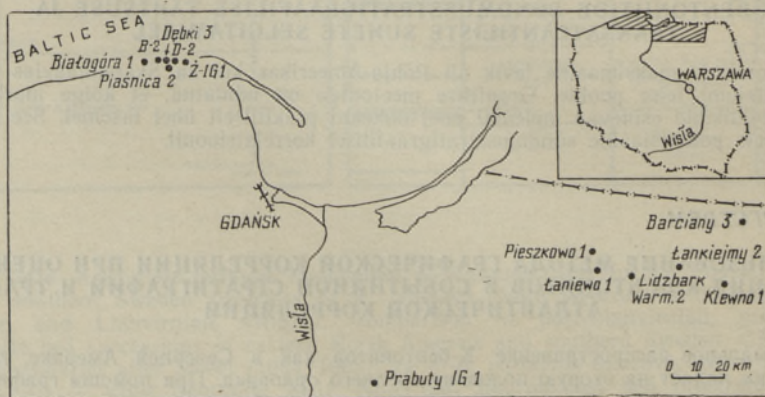 BALTIC SEA
Dębki 3
B-2 D-2
Białogóra 1
Z-IG1
Piaśnica 2
WARSZAWA
Wisła
GDAŃSK
Barciany 3
Pieszkowo 1
Łankiejmy 2
Łaniewo 1
Lidzbark
Warm.2
Klewno 1
Wisła
0 10 20 KM
Prabuty IG 1